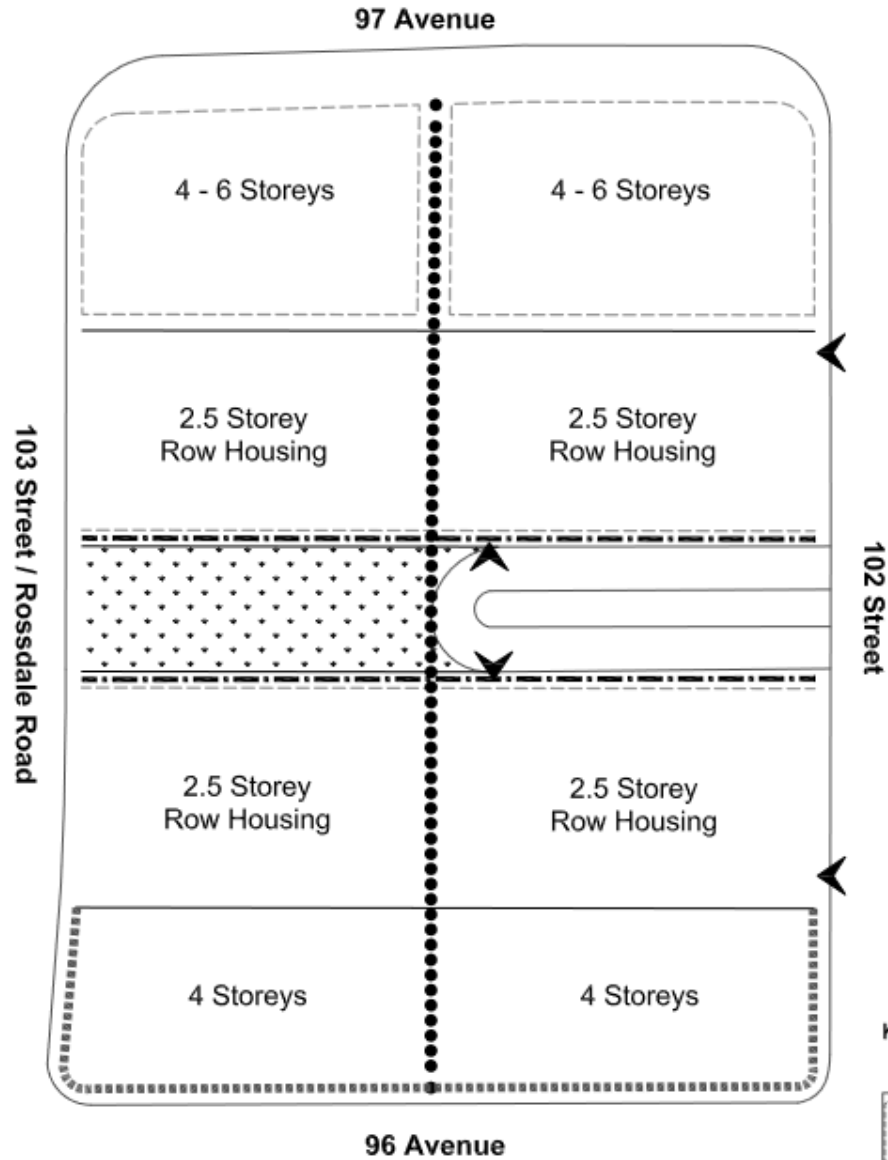 97 Avenue
4 - 6 Storeys
4 - 6 Storeys
2.5 Storey
Row Housing
2.5 Storey
Row Housing
103 Street / Rossdale Road
102 Street
2.5 Storey
Row Housing
2.5 Storey
Row Housing
4 Storeys
4 Storeys
96 Avenue